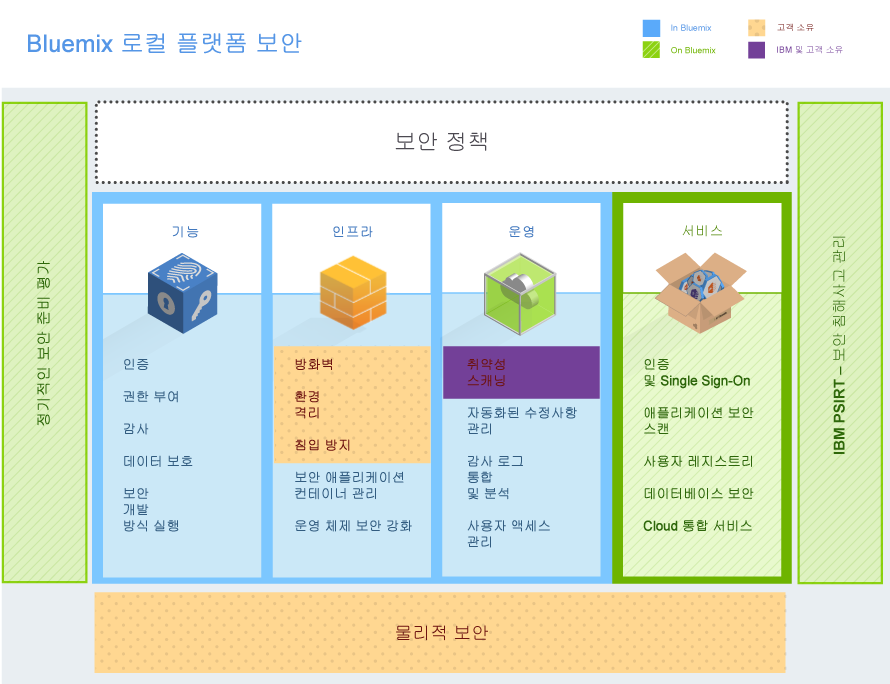 Bluemix 로컬 플랫폼 보안
In Bluemix
고객 소유
On Bluemix
IBM 및 고객 소유
보안 정책
정기적인 보안 준비 평가
기능
인증
권한 부여
감사
데이터 보호
보안
개발
방식 실행
인프라
방화벽
환경
격리
침입 방지
보안 애플리케이션
컨테이너 관리
운영 체제 보안 강화
운영
취약성
스캐닝
자동화된 수정사항
관리
감사 로그
통합
및 분석
사용자 액세스
관리
서비스
인증
및 Single Sign-On
애플리케이션 보안
스캔
사용자 레지스트리
데이터베이스 보안
Cloud 통합 서비스
IBM PSIRT – 보안 침해사고 관리
물리적 보안